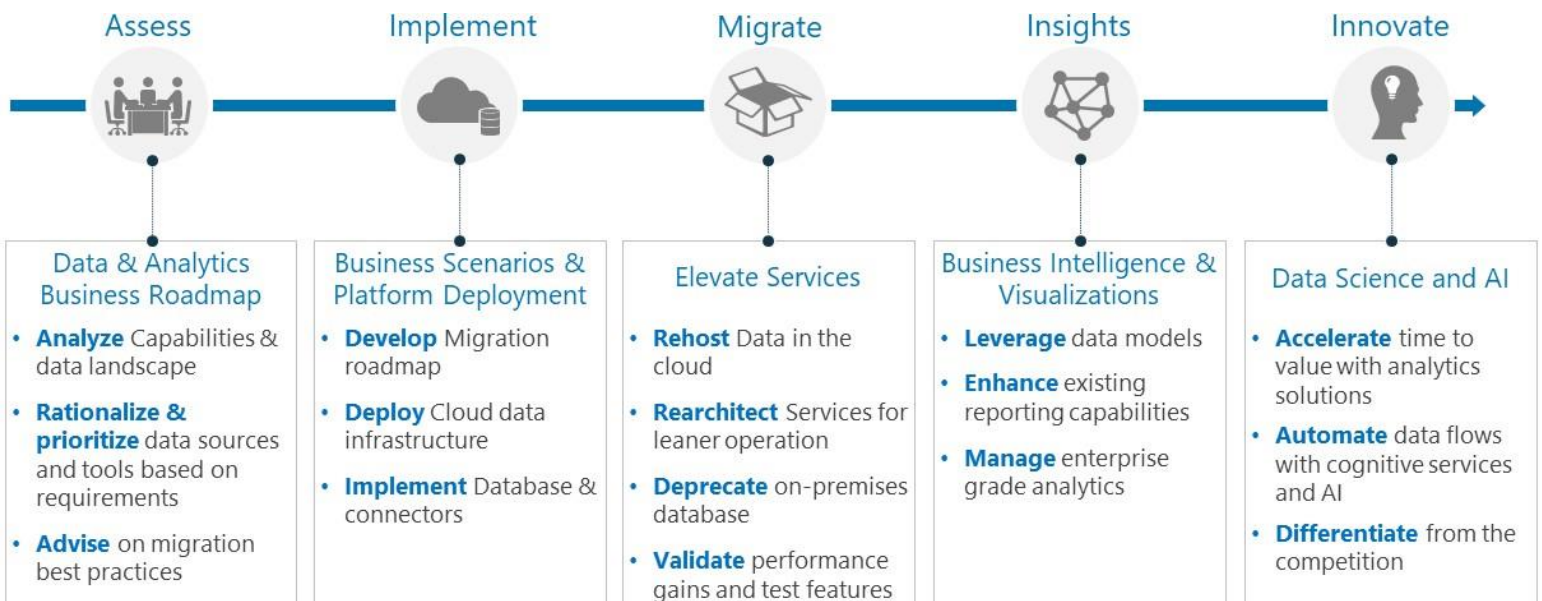 Assess
Implement
Migrate
Insights
Innovate
Data & Analytics
Business Roadmap
• Analyze Capabilities &
data landscape
• Rationalize &
prioritize data sources
and tools based on
requirements
• Advise on migration
best practices
Business Scenarios &
Platform Deployment
• Develop Migration
roadmap
• Deploy Cloud data
infrastructure
• Implement Database &
connectors
Elevate Services
• Rehost Data in the
cloud
• Rearchitect Services for
leaner operation
• Deprecate on-premises
database
• Validate performance
gains and test features
Business Intelligence &
Visualizations
• Leverage data models
• Enhance existing
reporting capabilities
• Manage enterprise
grade analytics
Data Science and AI
• Accelerate time to
value with analytics
solutions
• Automate data flows
with cognitive services
and AI
• Differentiate from the
competition